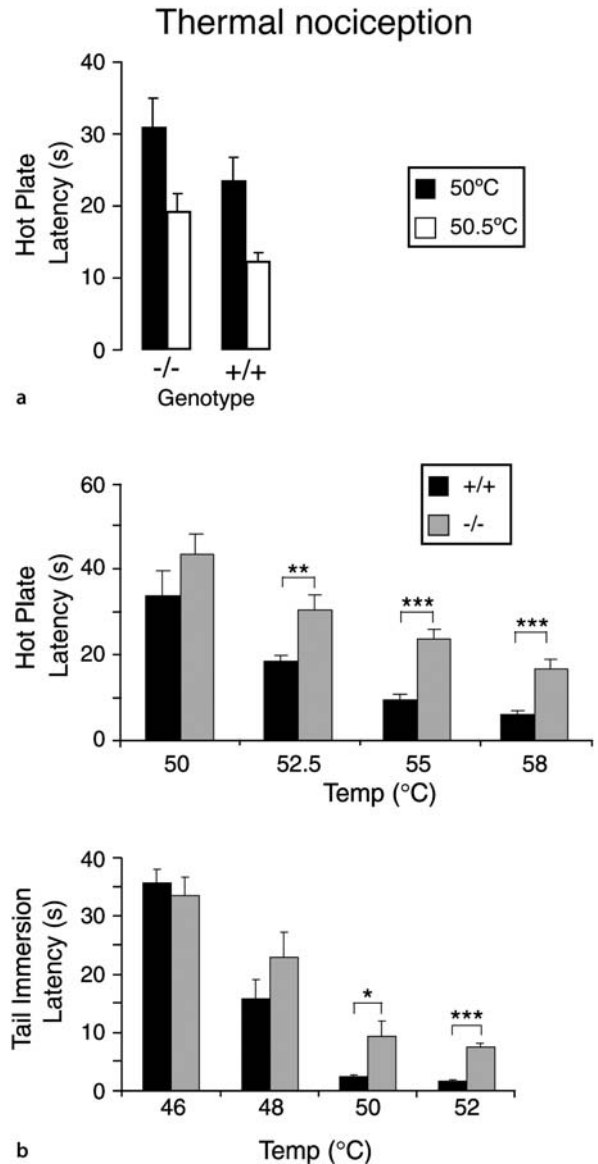 Thermal nociception
Hot Plate
Latency (s)
40
30
20
10
0
-/-
+/+
Genotype
50ºC
50.5ºC
a
Hot Plate
Latency (s)
60
40
20
0
+/+
-/-
**
***
***
50
52.5
55
58
Temp (°C)
Tail Immersion
Latency (s)
40
30
20
10
0
*
***
46
48
50
52
Temp (°C)
b